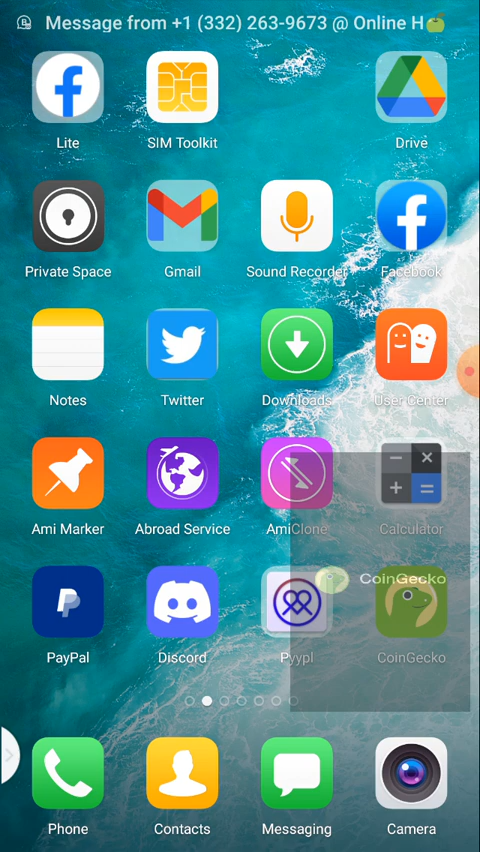 Message from +1 (332) 263-9673 @ Online H
Lite
SIM Toolkit
Drive
Private Space
Gmail
Sound Recorder
Facebook
Notes
Twitter
Downloads
User Center
Ami Marker
Abroad Service
AmiClone
Calculator
CoinGecko
PayPal
Discord
Pyypl
CoinGecko
Phone
Contacts
Messaging
Camera